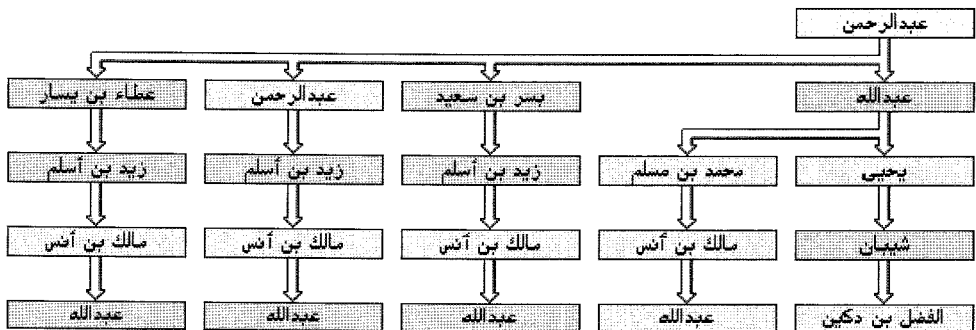 عبدالرحمن
عبدالله
بسر بن سعيد
عبدالرحمن
عطاء بن يسار
يحيى
محمد بن مسلم
زيد بن أسلم
زيد بن أسلم
زيد بن أسلم
شيبان
مالك بن أنس
مالك بن أنس
مالك بن أنس
مالك بن أنس
الفضل بن دكين
عبدالله
عبدالله
عبدالله
عبدالله